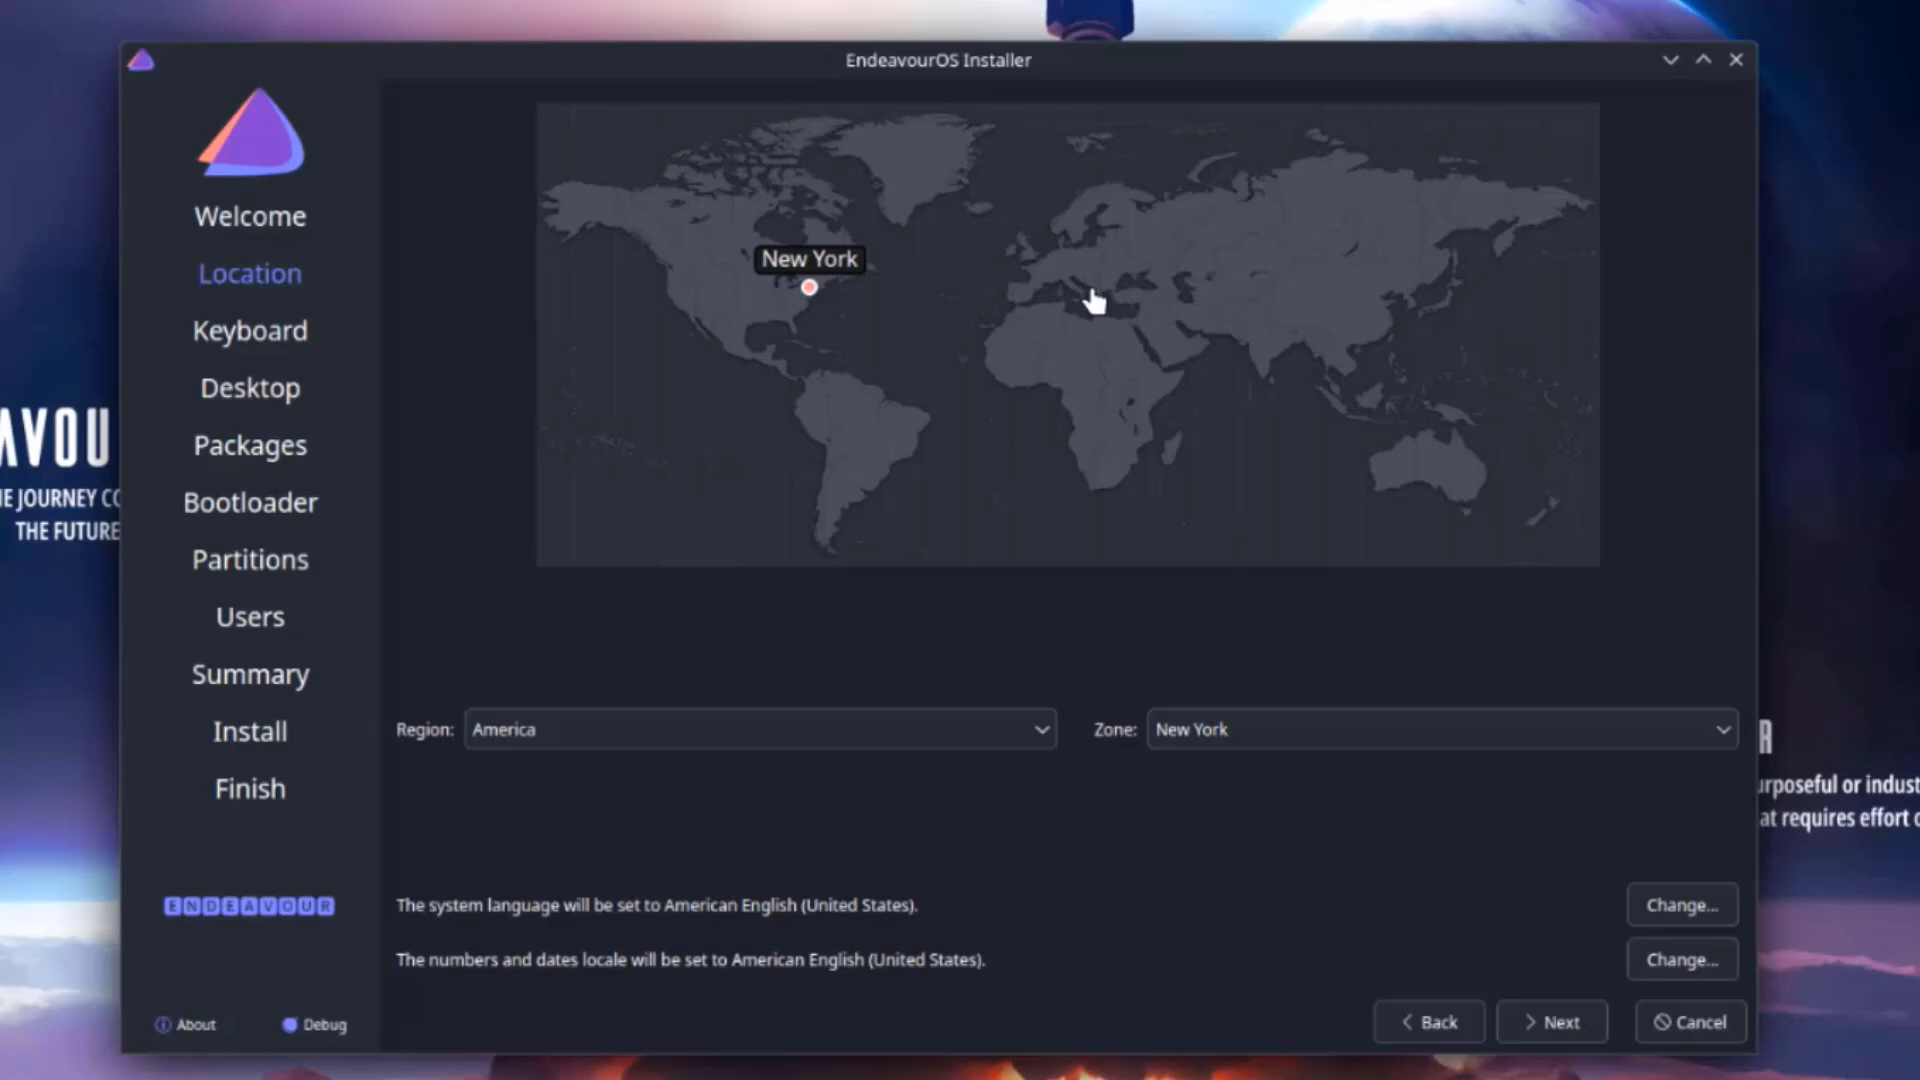 EndeavourOS Installer
Welcome
Location
Keyboard
Desktop
Packages
Bootloader
Partitions
Users
Summary
Install
Finish
ENDEAVOUR
About
Debug
New York
Region: America
Zone: New York
The system language will be set to American English (United States).
Change...
The numbers and dates locale will be set to American English (United States).
Change...
Back
Next
Cancel
AVOU
JOURNEY
THE FUTURE
R
urposeful or indust
at requires effort